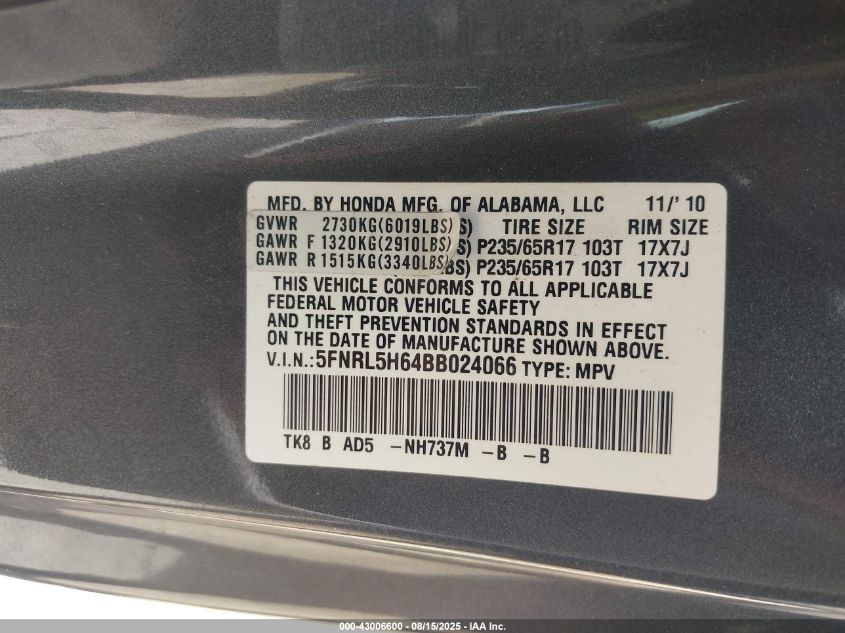 MFD. BY HONDA MFG. OF ALABAMA, LLC 11/' 10
GVWR 2730KG(6019LBS) S) TIRE SIZE RIM SIZE
GAWR F 1320KG(2910LBS) S) P235/65R17 103T 17X7J
GAWR R 1515KG(3340LBS) BS) P235/65R17 103T 17X7J
THIS VEHICLE CONFORMS TO ALL APPLICABLE
FEDERAL MOTOR VEHICLE SAFETY
AND THEFT PREVENTION STANDARDS IN EFFECT
ON THE DATE OF MANUFACTURE SHOWN ABOVE.
V.I.N.: 5FNRL5H64BB024066 TYPE: MPV
TK8 B AD5 -NH737M -B -B
000-43006600 - 08/15/2025 - IAA Inc.